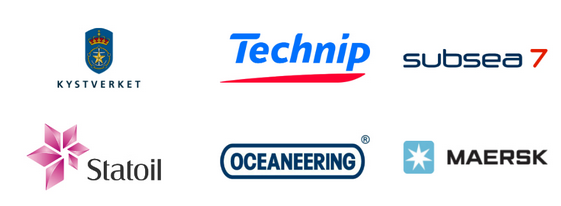 Technip
subsea 7
KYSTVERKET
Statoil
OCEANEERING®
MAERSK